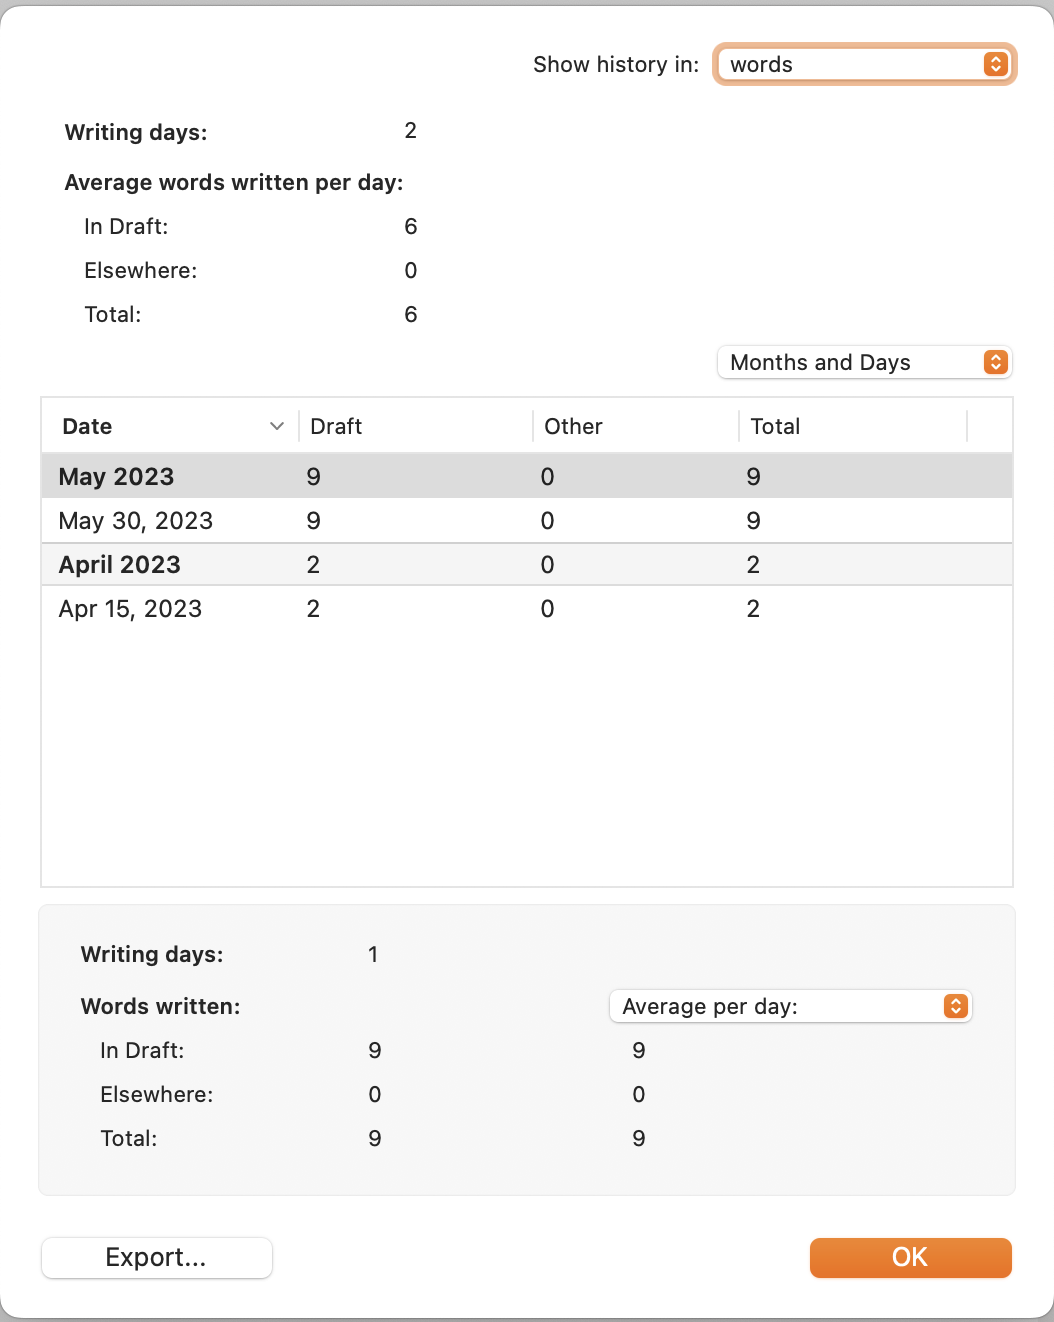 Show history in: words
Writing days: 2
Average words written per day:
In Draft: 6
Elsewhere: 0
Total: 6
Months and Days
Date Draft Other Total
May 2023 9 0 9
May 30, 2023 9 0 9
April 2023 2 0 2
Apr 15, 2023 2 0 2
Writing days: 1
Words written: Average per day:
In Draft: 9 9
Elsewhere: 0 0
Total: 9 9
Export... OK